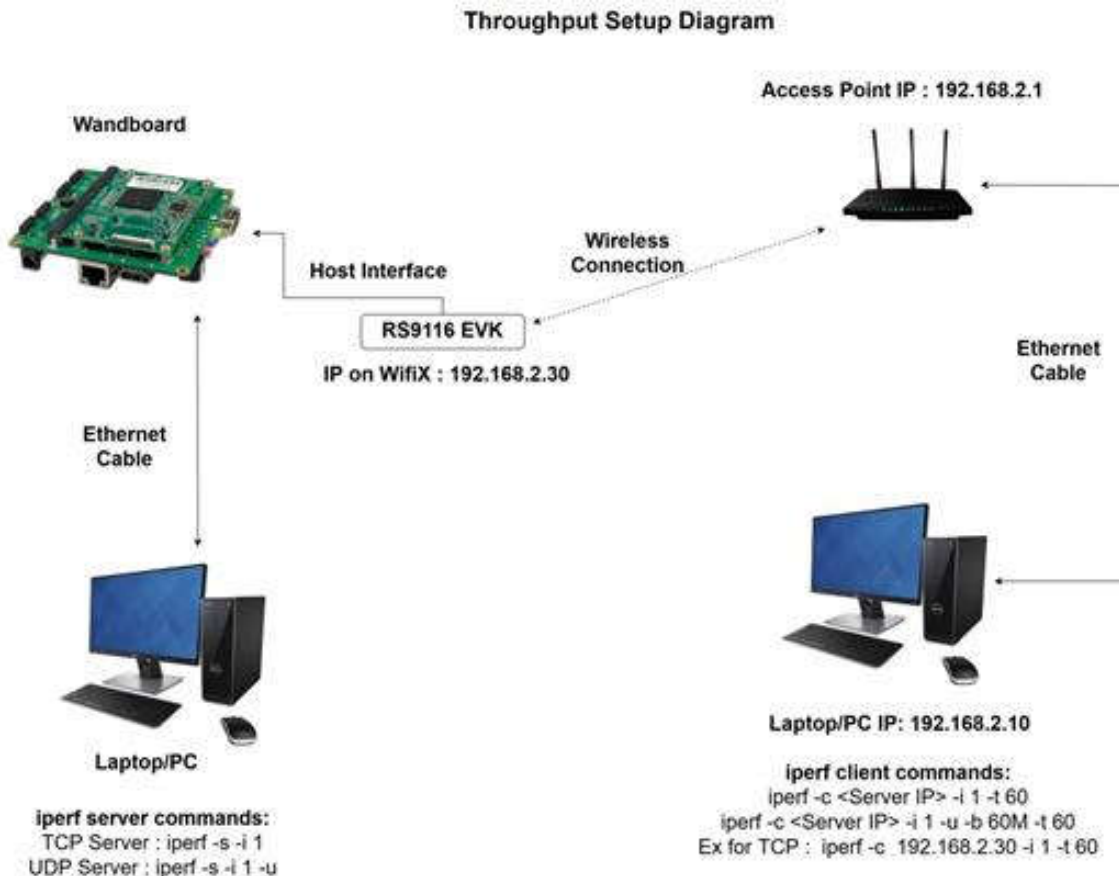 Throughput Setup Diagram
Access Point IP : 192.168.2.1
Wandboard
Wireless
Connection
Host Interface
RS9116 EVK
IP on WifiX : 192.168.2.30
Ethernet
Cable
Ethernet
Cable
Laptop/PC
iperf server commands:
TCP Server : iperf -s -i 1
UDP Server : iperf -s -i 1 -u
Laptop/PC IP: 192.168.2.10
iperf client commands:
iperf -c <Server IP> -i 1 -t 60
iperf -c <Server IP> -i 1 -u -b 60M -t 60
Ex for TCP : iperf -c 192.168.2.30 -i 1 -t 60